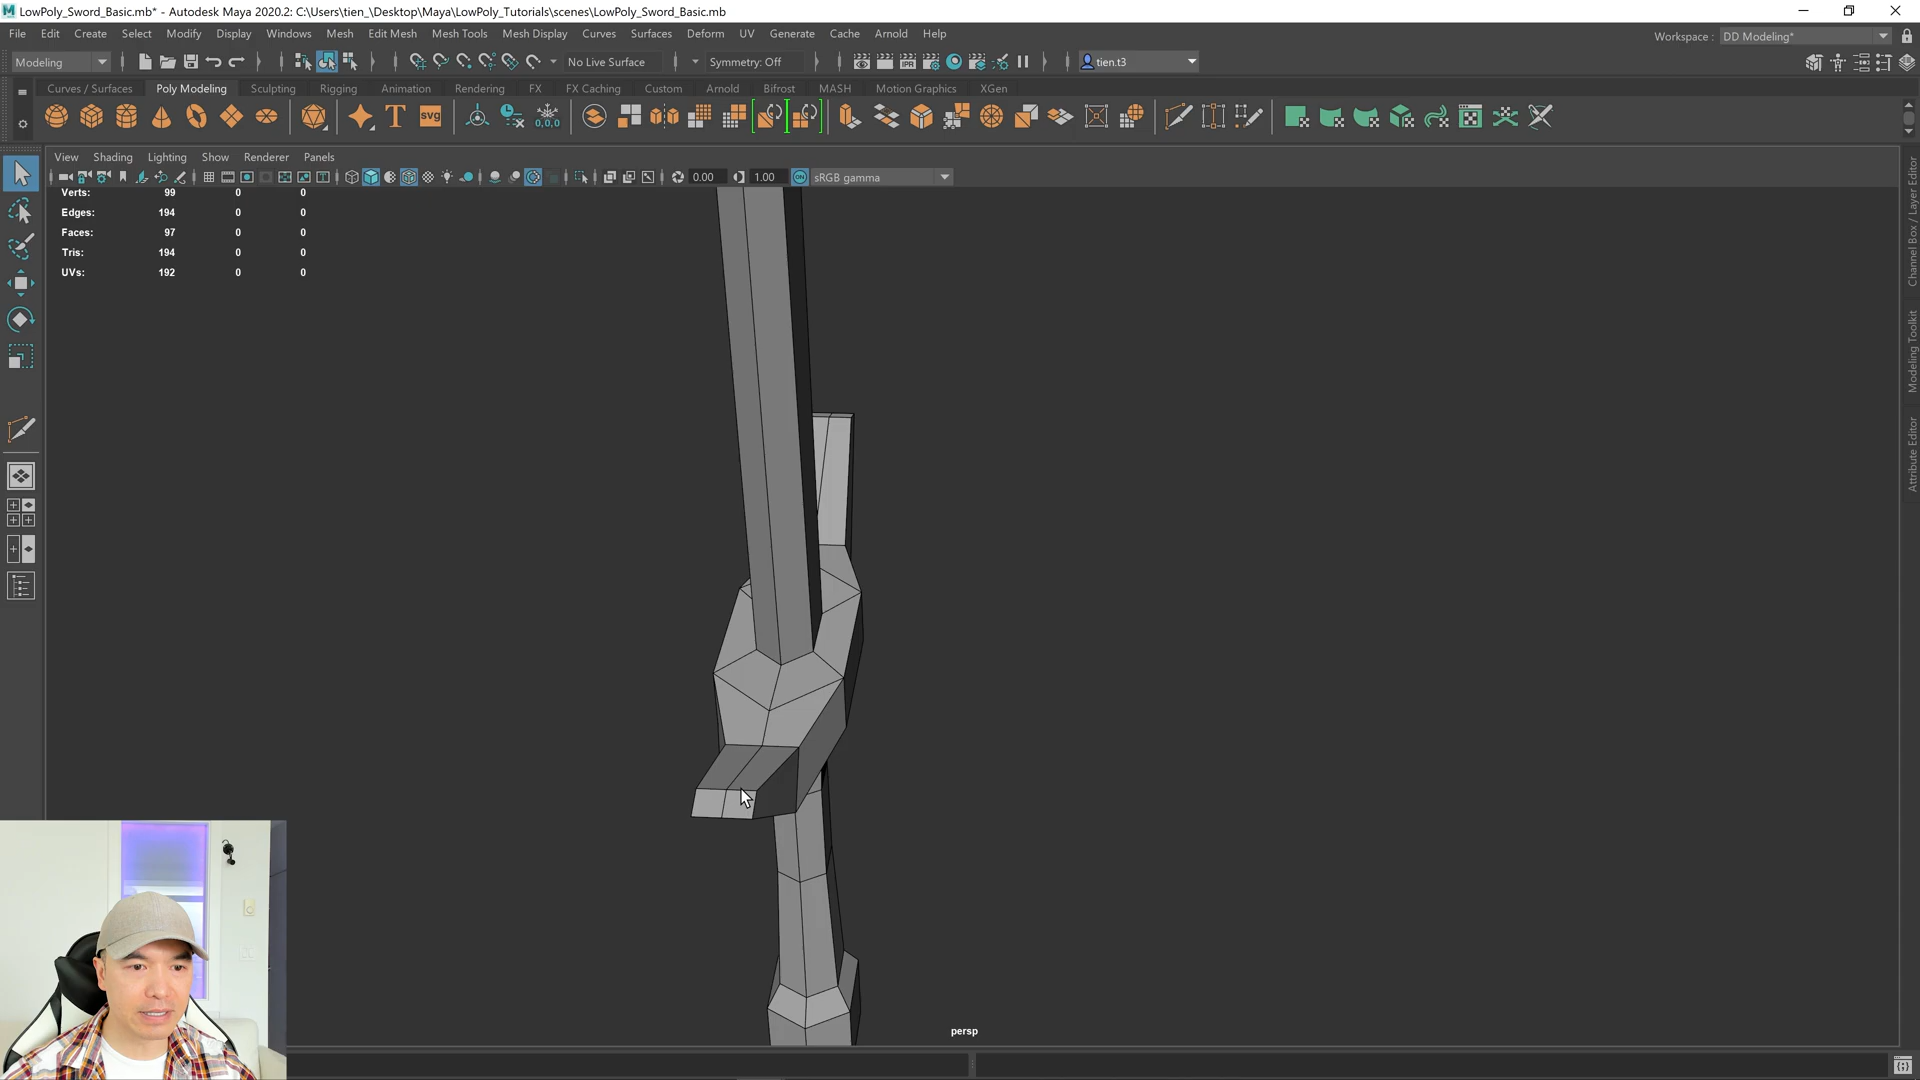 LowPoly_Sword_Basic.mb* - Autodesk Maya 2020.2: C:\Users\tien_\Desktop\Maya\LowPoly_Tutorials\scenes\LowPoly_Sword_Basic.mb
File Edit Create Select Modify Display Windows Mesh Edit Mesh Mesh Tools Mesh Display Curves Surfaces Deform UV Generate Cache Arnold Help Workspace : DD Modeling*
Modeling No Live Surface Symmetry: Off tien.t3
Curves / Surfaces Poly Modeling Sculpting Rigging Animation Rendering FX FX Caching Custom Arnold Bifrost MASH Motion Graphics XGen
T svg 0,0,0
View Shading Lighting Show Renderer Panels
0.00 1.00 ON sRGB gamma
Verts: 99 0 0
Edges: 194 0 0
Faces: 97 0 0
Tris: 194 0 0
UVs: 192 0 0
Channel Box / Layer Editor
Modeling Toolkit
Attribute Editor
persp